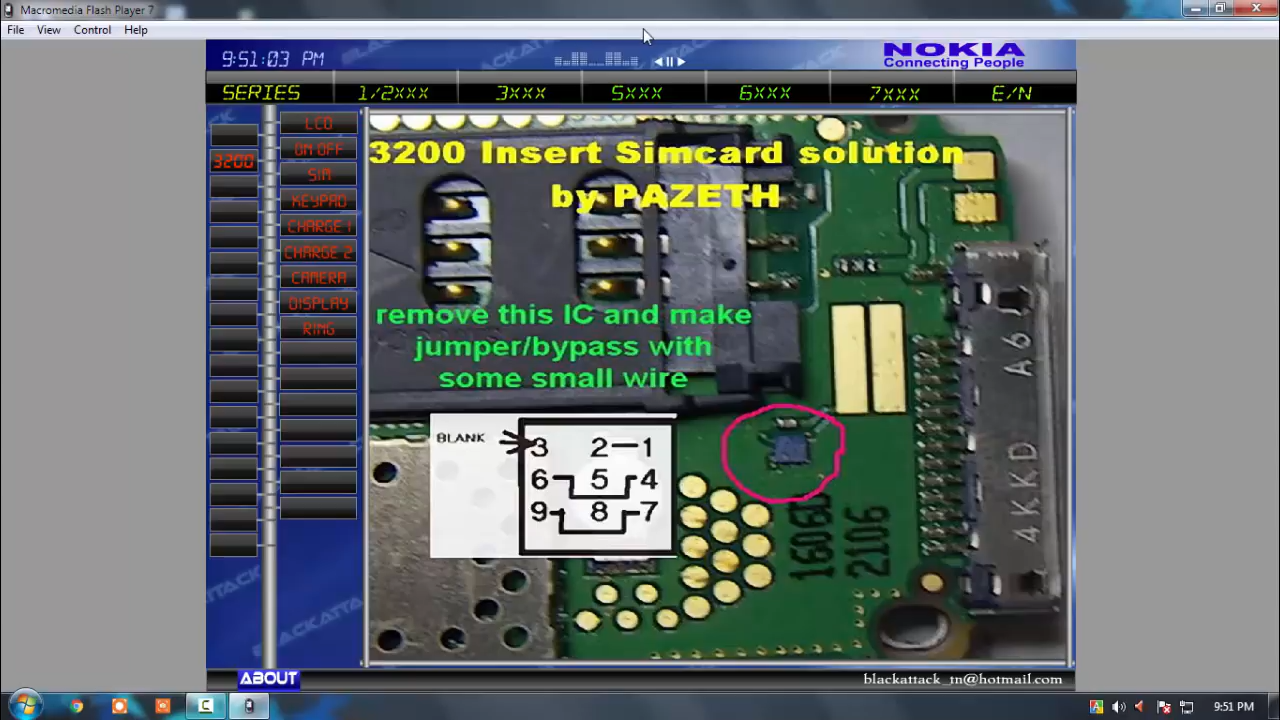 Macromedia Flash Player 7
File View Control Help
9:51:03 PM
NOKIA
Connecting People
SERIES 1/2XXX 3XXX 5XXX 6XXX 7XXX E/N
LCD
ON OFF
3200
SIM
KEYPAD
CHARGE 1
CHARGE 2
CAMERA
DISPLAY
RING
3200 Insert Simcard solution
by PAZETH
remove this IC and make
jumper/bypass with
some small wire
BLANK
3 2 1
6 5 4
9 8 7
A6
4KKD
2106
BLACKATTACK
ABOUT
blackattack_tn@hotmail.com
9:51 PM